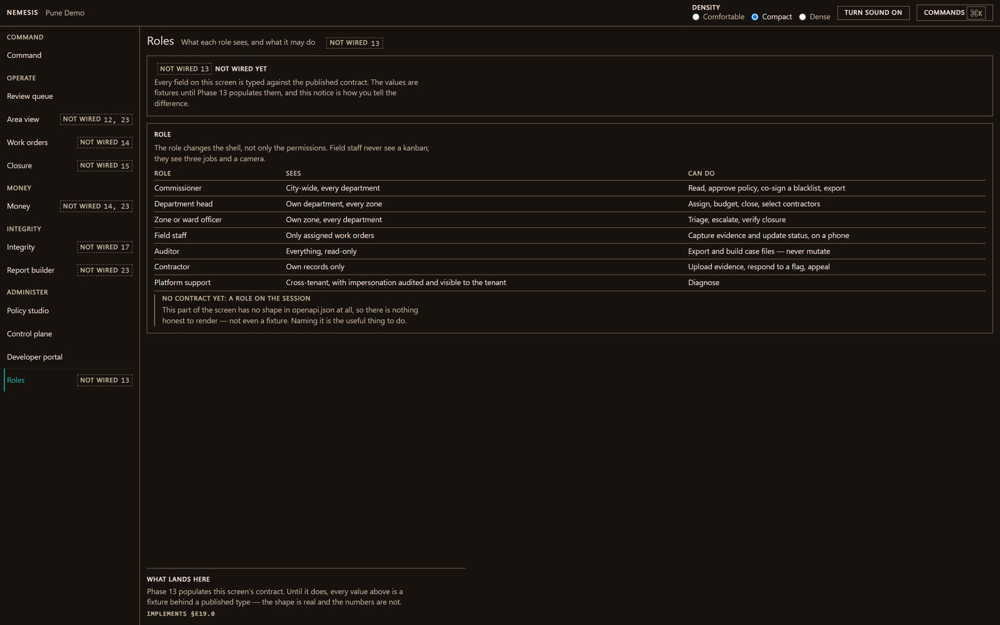 NEMESIS Pune Demo
DENSITY
Comfortable Compact Dense
TURN SOUND ON
COMMANDS ⌘K
COMMAND
Command
OPERATE
Review queue
Area view NOT WIRED 12, 23
Work orders NOT WIRED 14
Closure NOT WIRED 15
MONEY
Money NOT WIRED 14, 23
INTEGRITY
Integrity NOT WIRED 17
Report builder NOT WIRED 23
ADMINISTER
Policy studio
Control plane
Developer portal
Roles NOT WIRED 13
Roles What each role sees, and what it may do NOT WIRED 13
NOT WIRED 13 NOT WIRED YET
Every field on this screen is typed against the published contract. The values are
fixtures until Phase 13 populates them, and this notice is how you tell the
difference.
ROLE
The role changes the shell, not only the permissions. Field staff never see a kanban;
they see three jobs and a camera.
ROLE SEES CAN DO
Commissioner City-wide, every department Read, approve policy, co-sign a blacklist, export
Department head Own department, every zone Assign, budget, close, select contractors
Zone or ward officer Own zone, every department Triage, escalate, verify closure
Field staff Only assigned work orders Capture evidence and update status, on a phone
Auditor Everything, read-only Export and build case files — never mutate
Contractor Own records only Upload evidence, respond to a flag, appeal
Platform support Cross-tenant, with impersonation audited and visible to the tenant Diagnose
NO CONTRACT YET: A ROLE ON THE SESSION
This part of the screen has no shape in openapi.json at all, so there is nothing
honest to render — not even a fixture. Naming it is the useful thing to do.
WHAT LANDS HERE
Phase 13 populates this screen's contract. Until it does, every value above is a
fixture behind a published type — the shape is real and the numbers are not.
IMPLEMENTS §E19.0